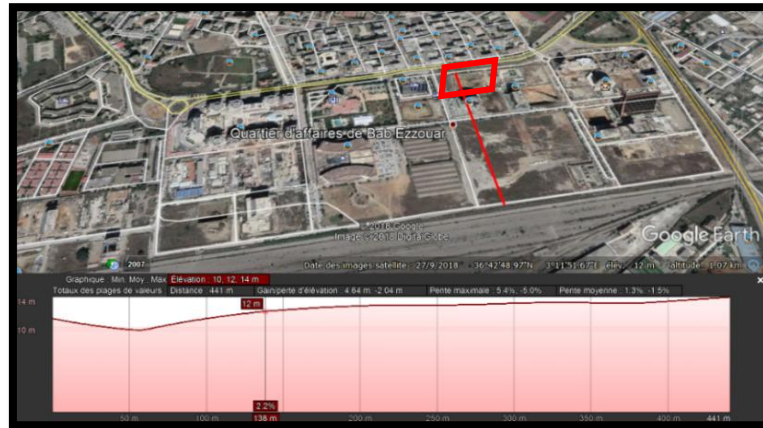 Quartier d'affaires de Bab Ezzouar
© 2018 Google
Image © 2018 DigitalGlobe
Google Earth
2007
Date des images satellite : 27/9/2018 36°42'48.97"N 3°11'51.67"E élev. 12 m altitude 1.07 km
Graphique : Min, Moy, Max Élévation : 10, 12, 14 m
Totaux des plages de valeurs : Distance : 441 m Gain/perte d'élévation : 4.64 m, -2.04 m Pente maximale : 5.4%, -5.0% Pente moyenne : 1.3%, -1.5%
14 m
12 m
10 m
2.2%
50 m 100 m 138 m 200 m 250 m 300 m 350 m 400 m 441 m